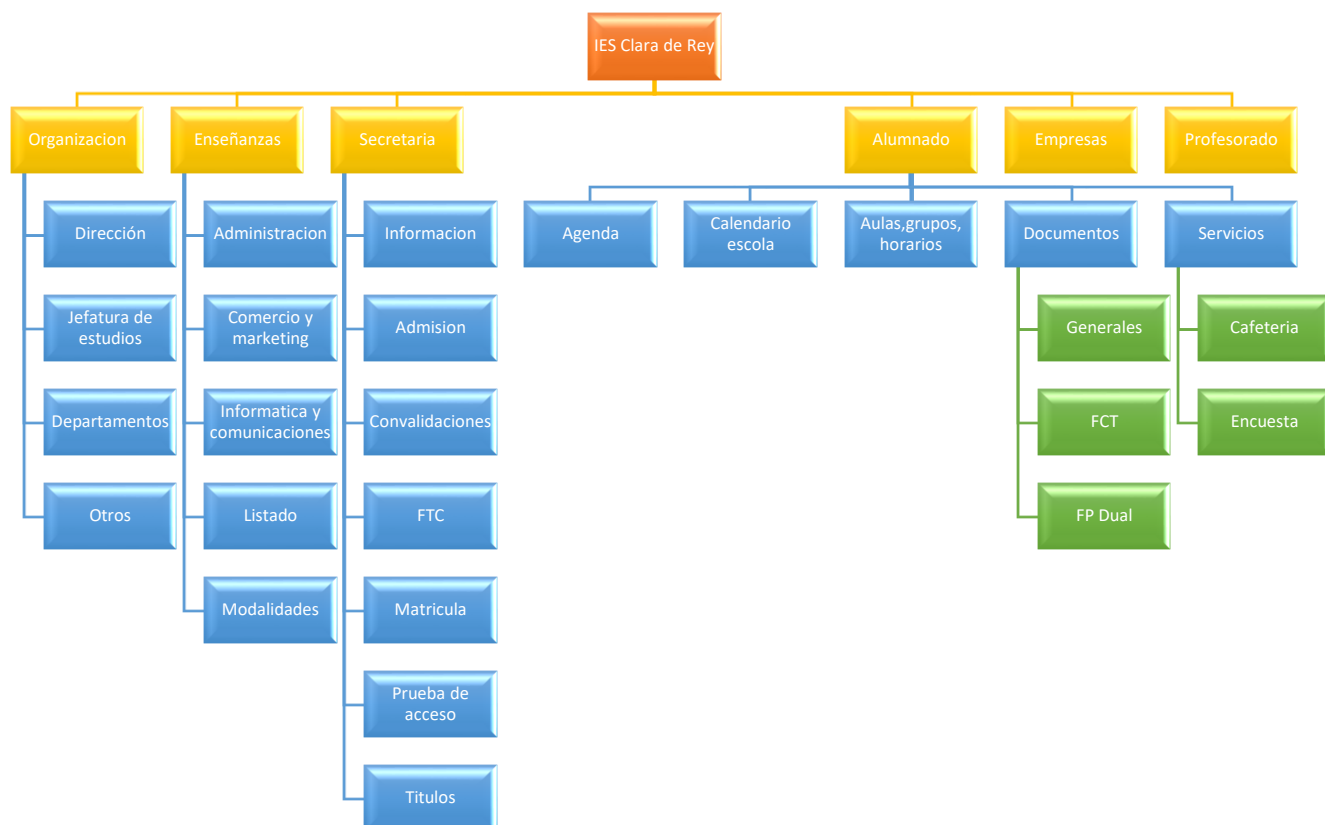 IES Clara de Rey
Organizacion
Enseñanzas
Secretaria
Alumnado
Empresas
Profesorado
Dirección
Jefatura de
estudios
Departamentos
Otros
Administracion
Comercio y
marketing
Informatica y
comunicaciones
Listado
Modalidades
Informacion
Admision
Convalidaciones
FTC
Matricula
Prueba de
acceso
Titulos
Agenda
Calendario
escola
Aulas,grupos,
horarios
Documentos
Generales
FCT
FP Dual
Servicios
Cafeteria
Encuesta